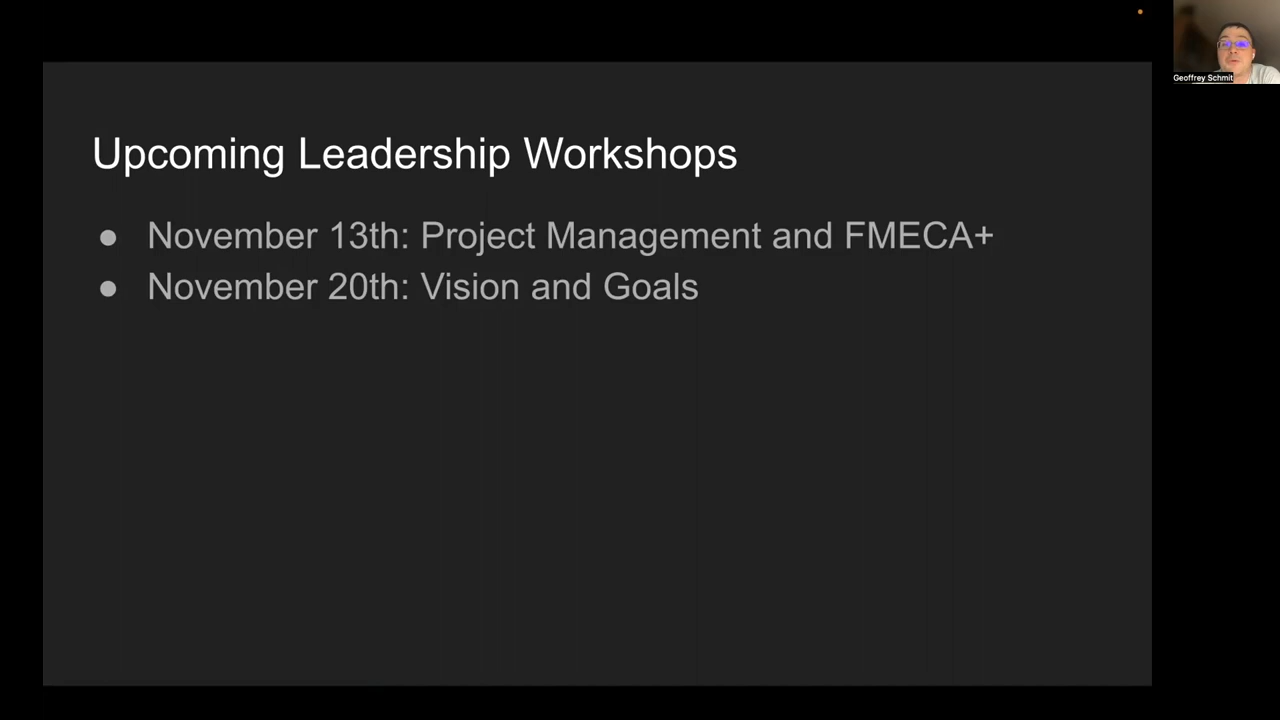 Upcoming Leadership Workshops
● November 13th: Project Management and FMECA+
● November 20th: Vision and Goals
Geoffrey Schmit